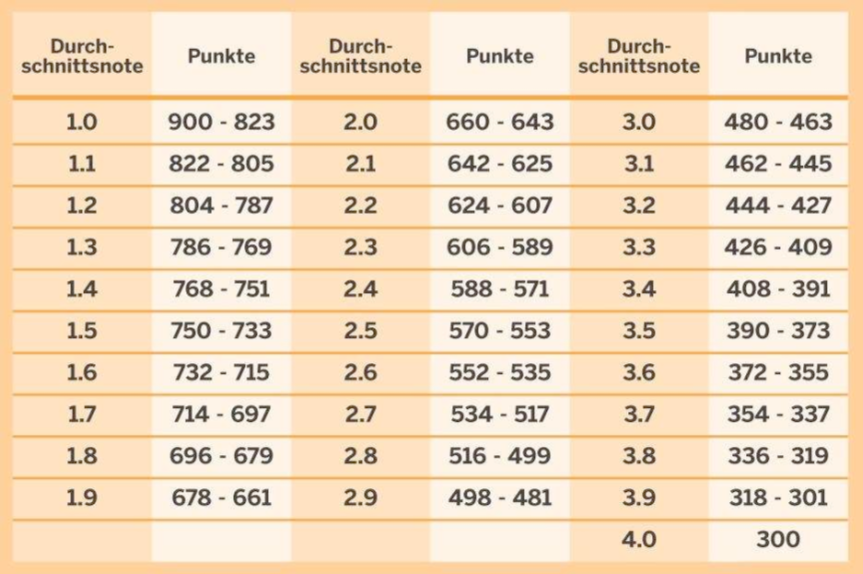 Durch-
schnittsnote Punkte Durch-
schnittsnote Punkte Durch-
schnittsnote Punkte
1.0 900 - 823 2.0 660 - 643 3.0 480 - 463
1.1 822 - 805 2.1 642 - 625 3.1 462 - 445
1.2 804 - 787 2.2 624 - 607 3.2 444 - 427
1.3 786 - 769 2.3 606 - 589 3.3 426 - 409
1.4 768 - 751 2.4 588 - 571 3.4 408 - 391
1.5 750 - 733 2.5 570 - 553 3.5 390 - 373
1.6 732 - 715 2.6 552 - 535 3.6 372 - 355
1.7 714 - 697 2.7 534 - 517 3.7 354 - 337
1.8 696 - 679 2.8 516 - 499 3.8 336 - 319
1.9 678 - 661 2.9 498 - 481 3.9 318 - 301
4.0 300